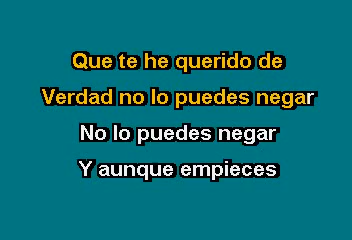 Que te he querido de
Verdad no lo puedes negar
No lo puedes negar
Y aunque empieces